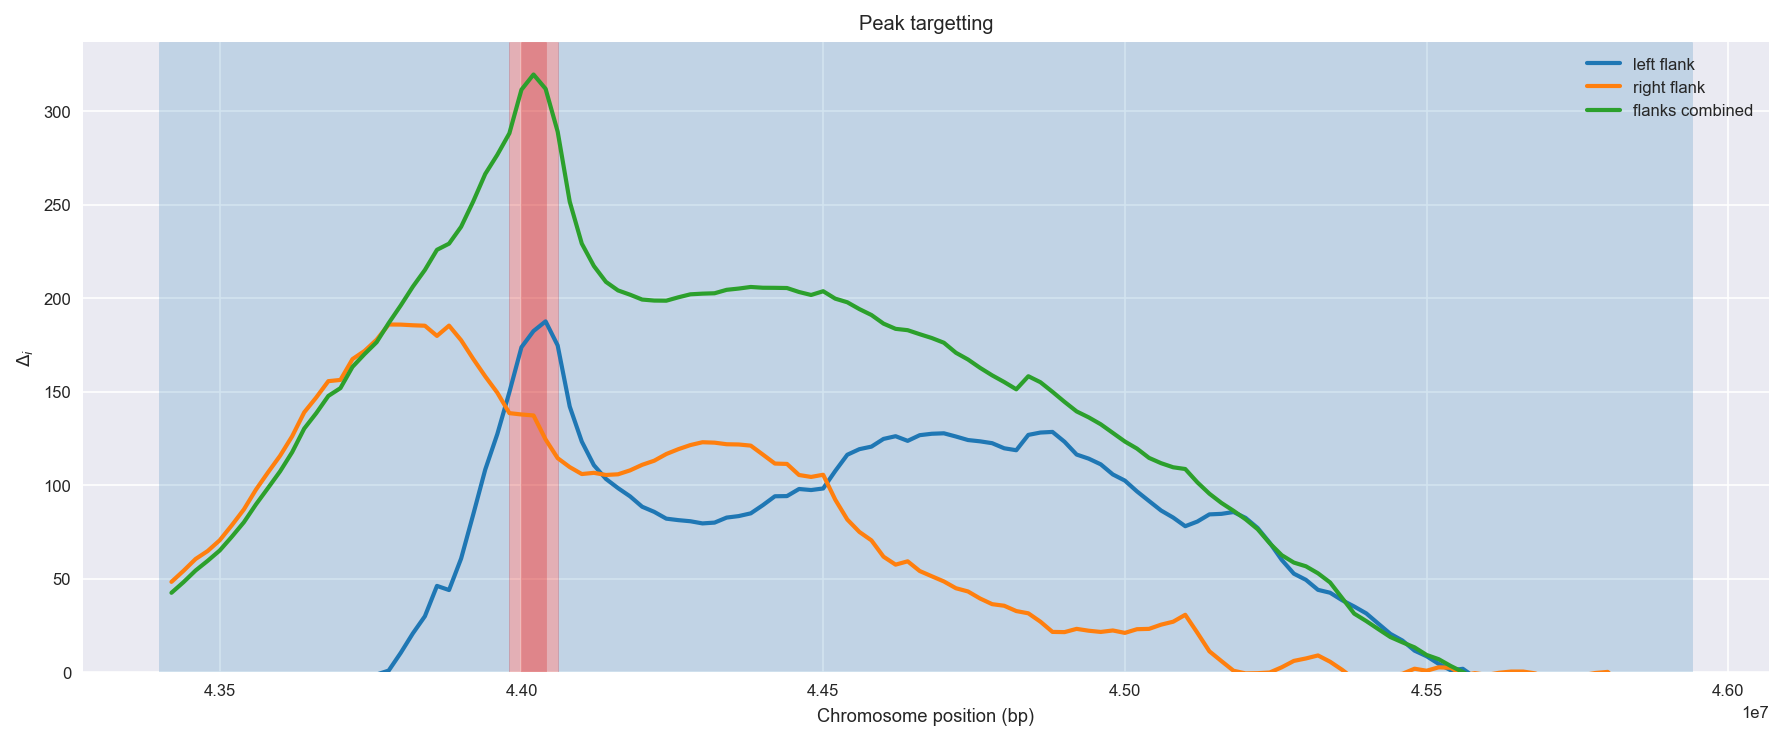 Peak targetting
left flank
right flank
flanks combined
300
250
200
150
100
50
0
Δi
4.35
4.40
4.45
4.50
4.55
4.60
1e7
Chromosome position (bp)